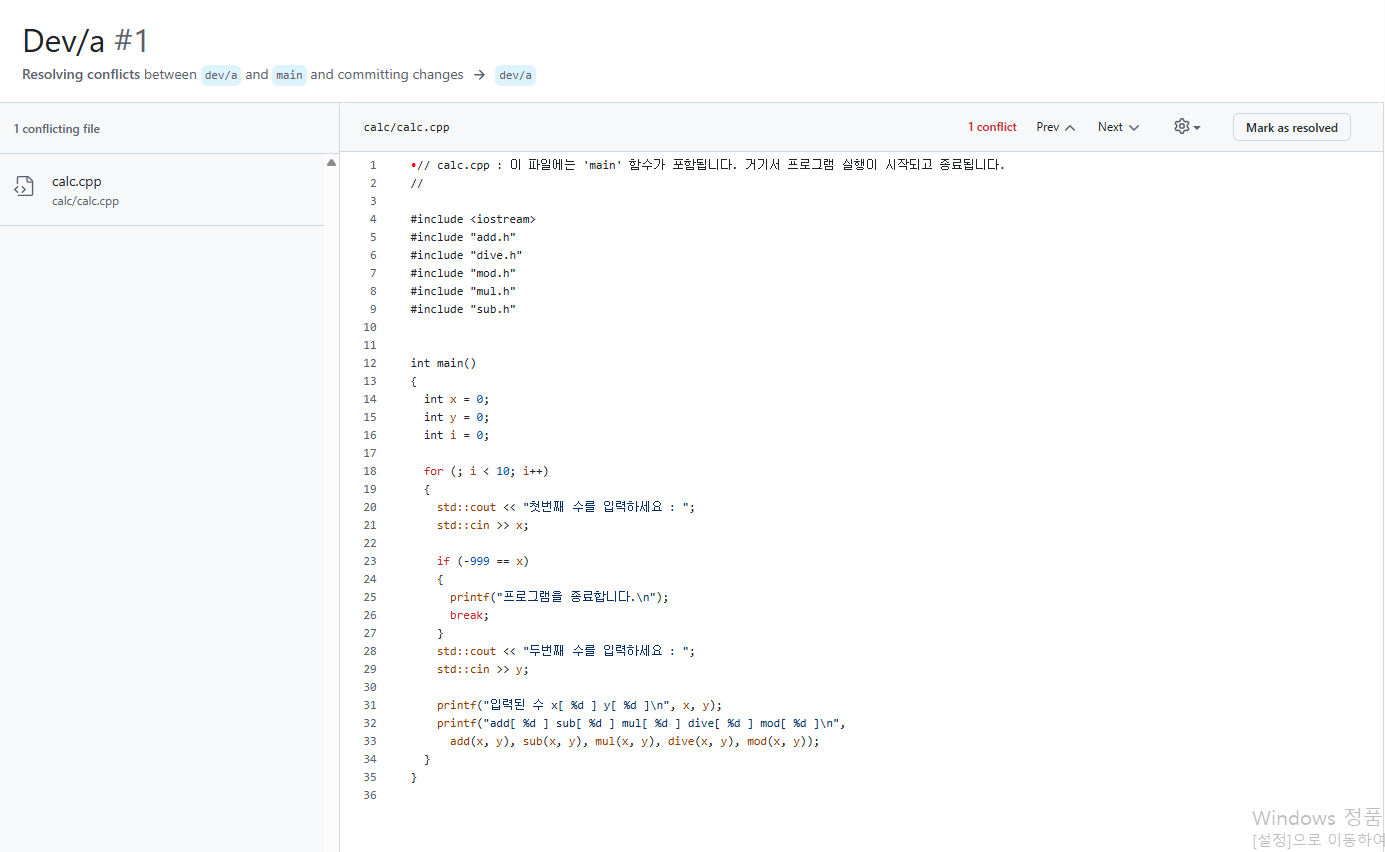 Dev/a #1
Resolving conflicts between dev/a and main and committing changes → dev/a
1 conflicting file
calc/calc.cpp
1 conflict
Prev
Next
Mark as resolved
calc.cpp
calc/calc.cpp
1 •// calc.cpp : 이 파일에는 'main' 함수가 포함됩니다. 거기서 프로그램 실행이 시작되고 종료됩니다.
2 //
3
4 #include <iostream>
5 #include "add.h"
6 #include "dive.h"
7 #include "mod.h"
8 #include "mul.h"
9 #include "sub.h"
10
11
12 int main()
13 {
14   int x = 0;
15   int y = 0;
16   int i = 0;
17
18   for (; i < 10; i++)
19   {
20     std::cout << "첫번째 수를 입력하세요 : ";
21     std::cin >> x;
22
23     if (-999 == x)
24     {
25       printf("프로그램을 종료합니다.\n");
26       break;
27     }
28     std::cout << "두번째 수를 입력하세요 : ";
29     std::cin >> y;
30
31     printf("입력된 수 x[ %d ] y[ %d ]\n", x, y);
32     printf("add[ %d ] sub[ %d ] mul[ %d ] dive[ %d ] mod[ %d ]\n",
33       add(x, y), sub(x, y), mul(x, y), dive(x, y), mod(x, y));
34   }
35 }
36
Windows 정품
[설정]으로 이동하여